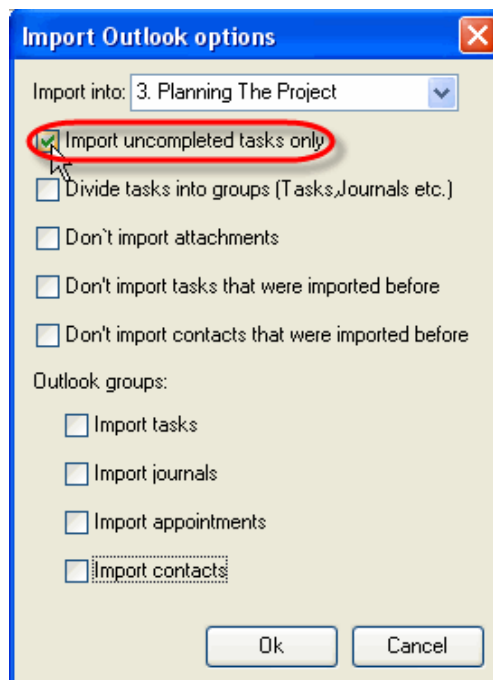 Import Outlook options
Import into: 3. Planning The Project
Import uncompleted tasks only
Divide tasks into groups (Tasks,Journals etc.)
Don`t import attachments
Don't import tasks that were imported before
Don't import contacts that were imported before
Outlook groups:
Import tasks
Import journals
Import appointments
Import contacts
Ok Cancel